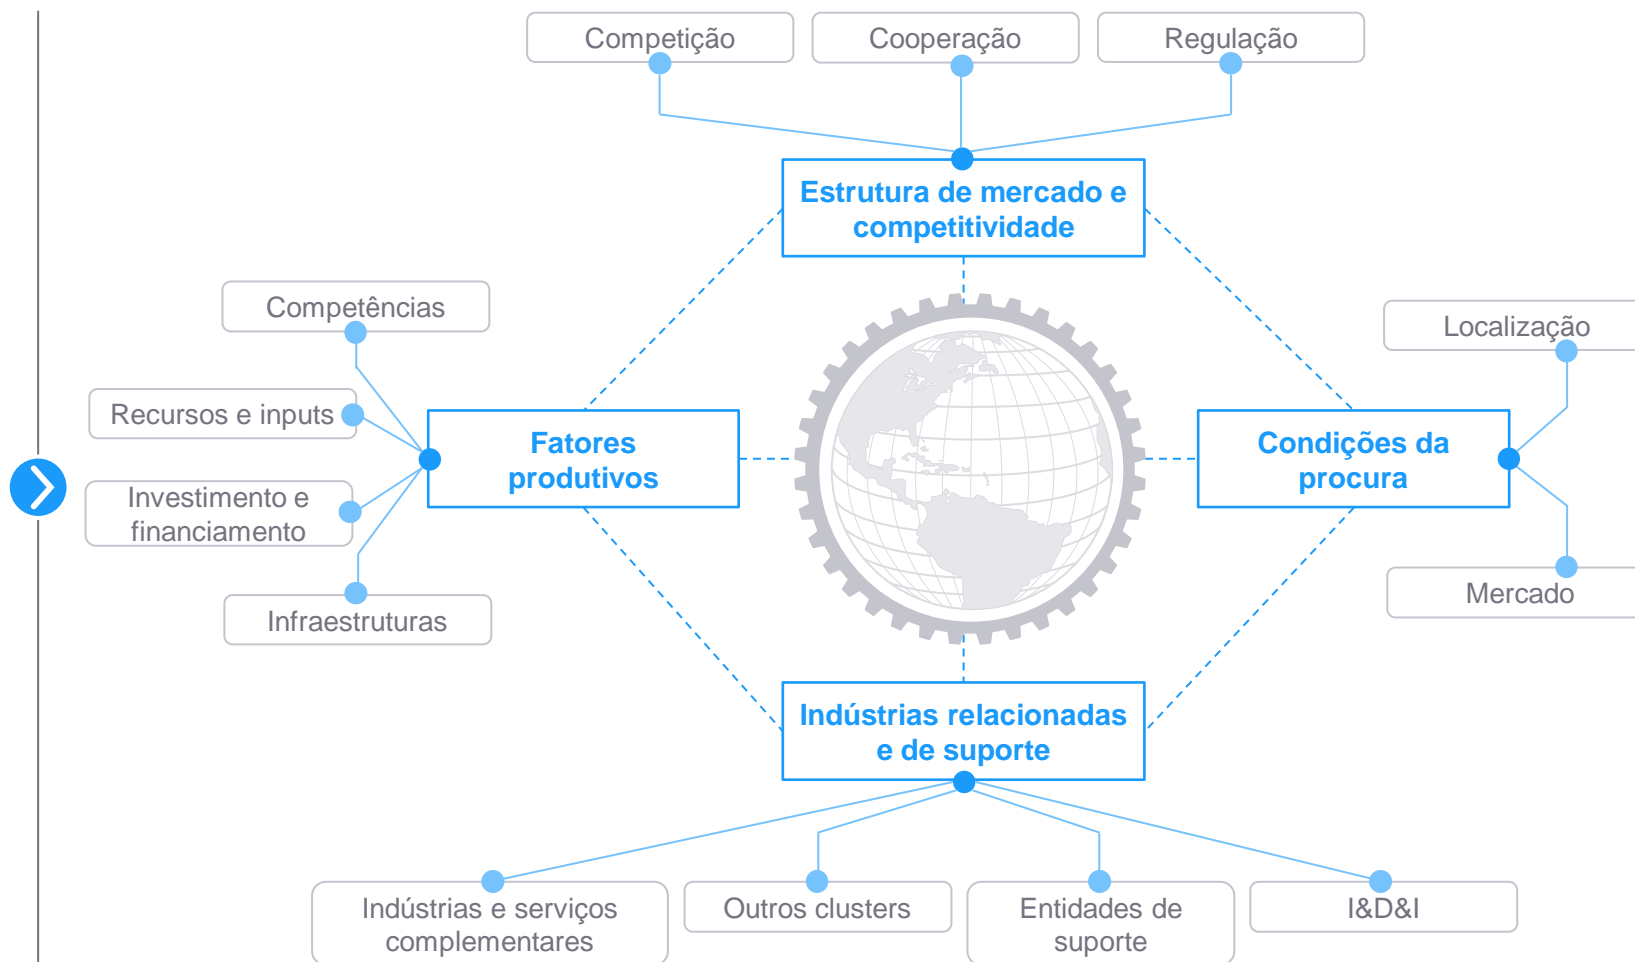 Competição
Cooperação
Regulação
Estrutura de mercado e
competitividade
Competências
Recursos e inputs
Investimento e
financiamento
Infraestruturas
Fatores
produtivos
Condições da
procura
Localização
Mercado
Indústrias relacionadas
e de suporte
Indústrias e serviços
complementares
Outros clusters
Entidades de
suporte
I&D&I